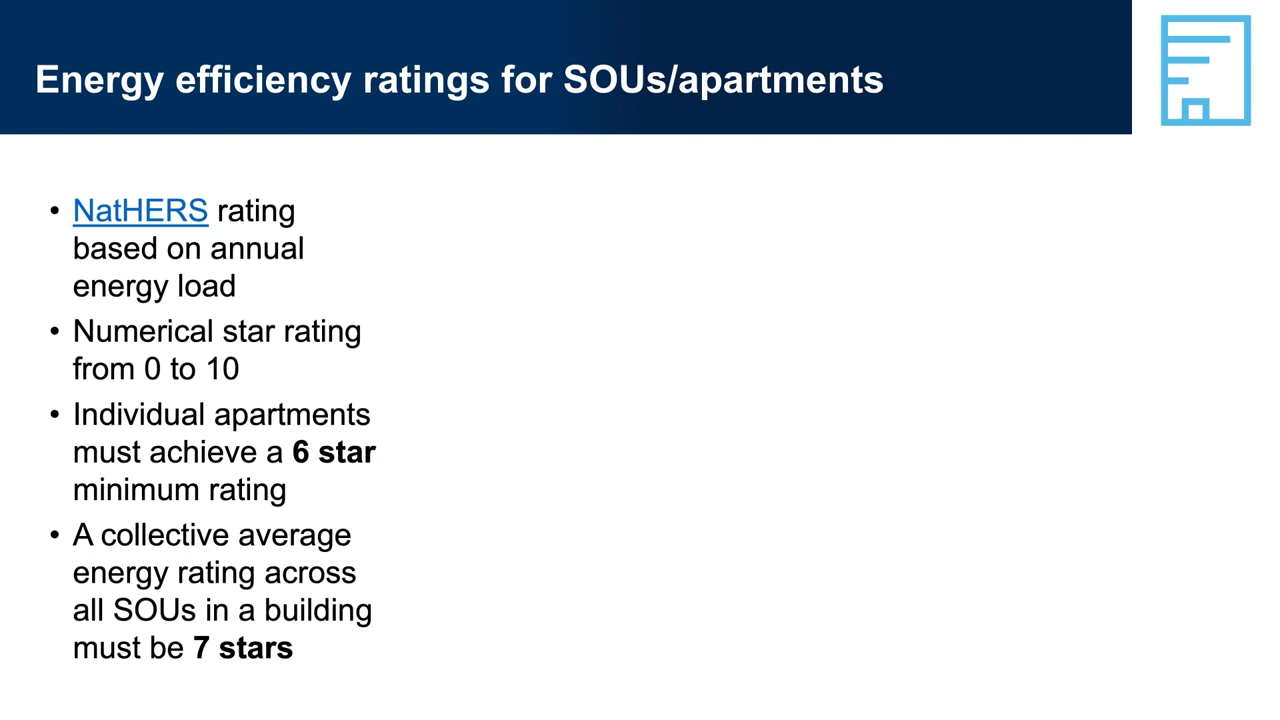 Energy efficiency ratings for SOUs/apartments
• NatHERS rating
based on annual
energy load
• Numerical star rating
from 0 to 10
• Individual apartments
must achieve a 6 star
minimum rating
• A collective average
energy rating across
all SOUs in a building
must be 7 stars